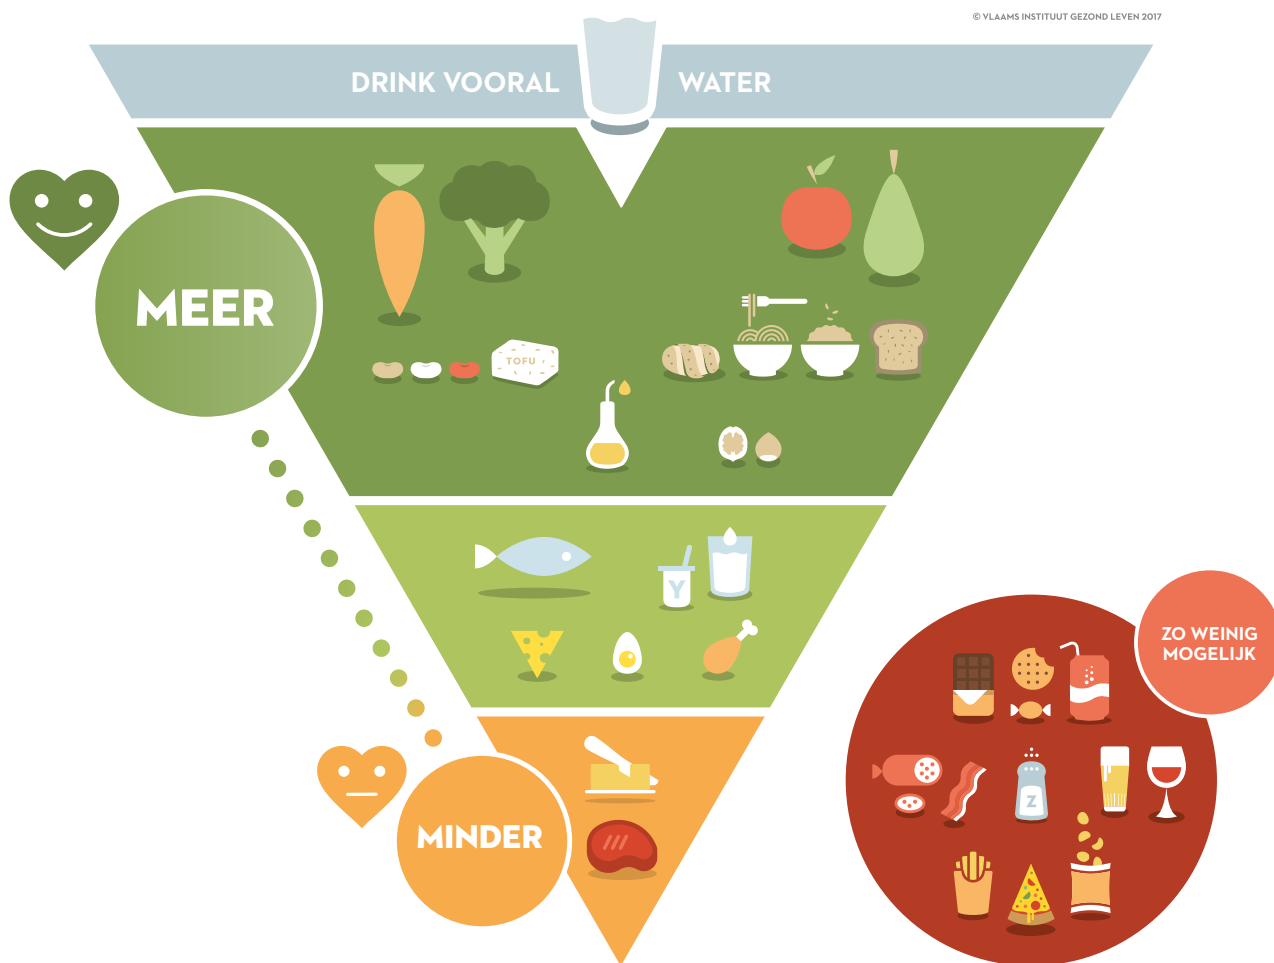 © VLAAMS INSTITUUT GEZOND LEVEN 2017
DRINK VOORAL WATER
MEER
TOFU
Y
ZO WEINIG
MOGELIJK
Z
MINDER